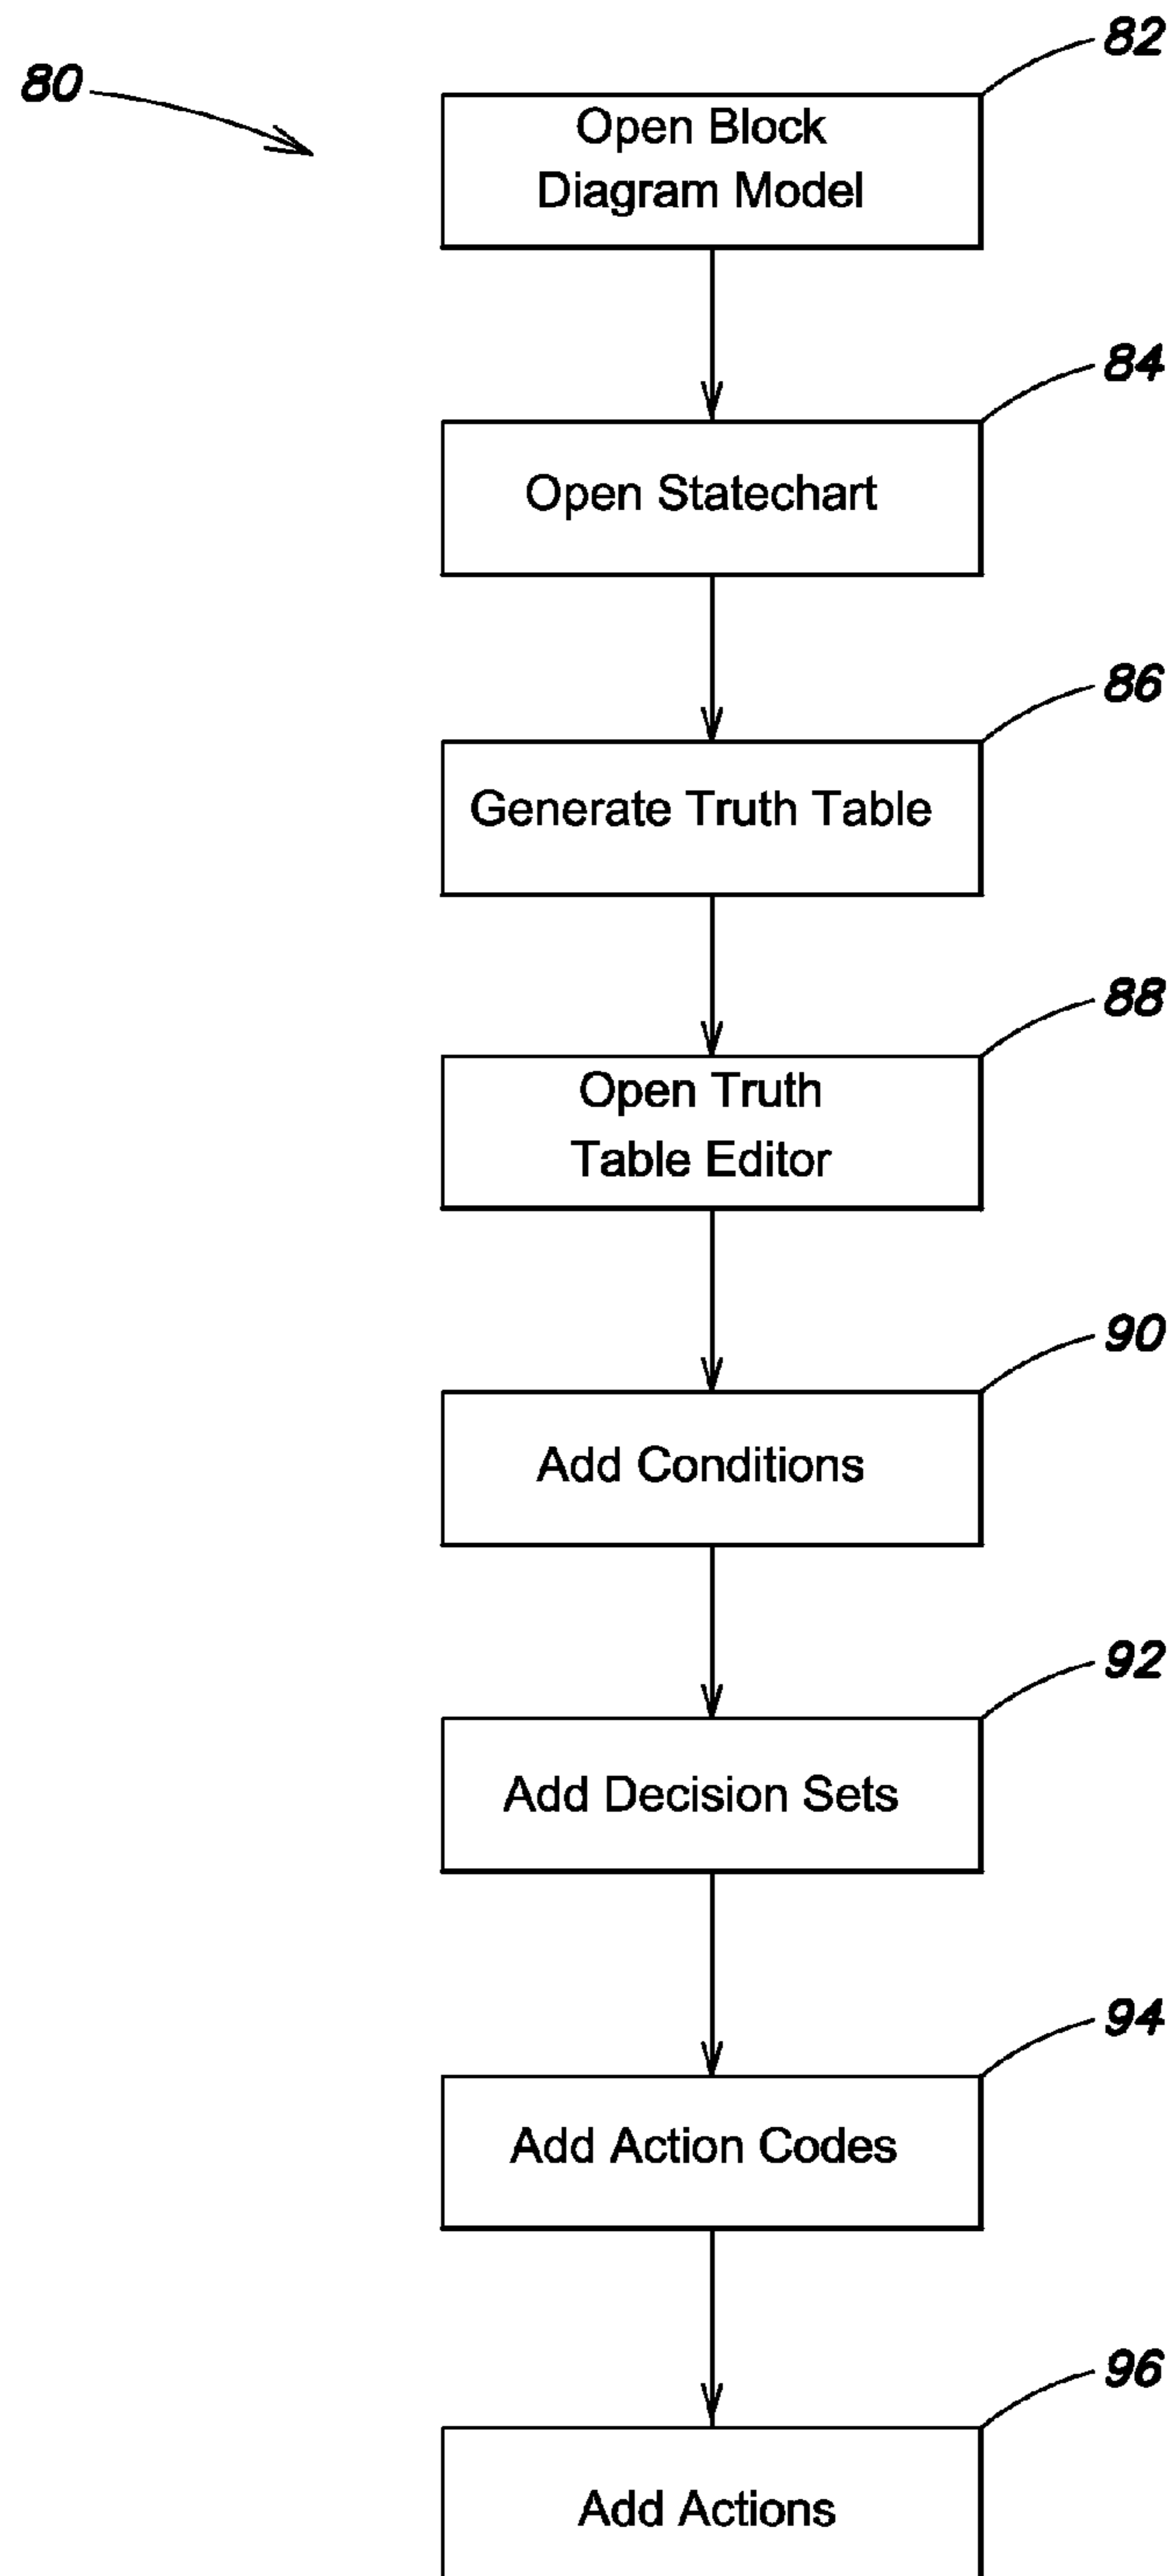 82
80
Open Block
Diagram Model
84
Open Statechart
86
Generate Truth Table
88
Open Truth
Table Editor
90
Add Conditions
92
Add Decision Sets
94
Add Action Codes
96
Add Actions